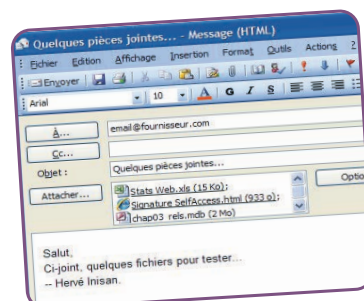 Quelques pièces jointes... - Message (HTML)
Fichier Edition Affichage Insertion Format Outils Actions ?
Envoyer
Arial 10 A G I S
À... email@fournisseur.com
Cc...
Objet : Quelques pièces jointes...
Attacher... Stats Web.xls (15 Ko);
Signature SelfAccess.html (933 o);
chap03_rels.mdb (2 Mo)
Optio
Salut,
Ci-joint, quelques fichiers pour tester...
-- Hervé Inisan.